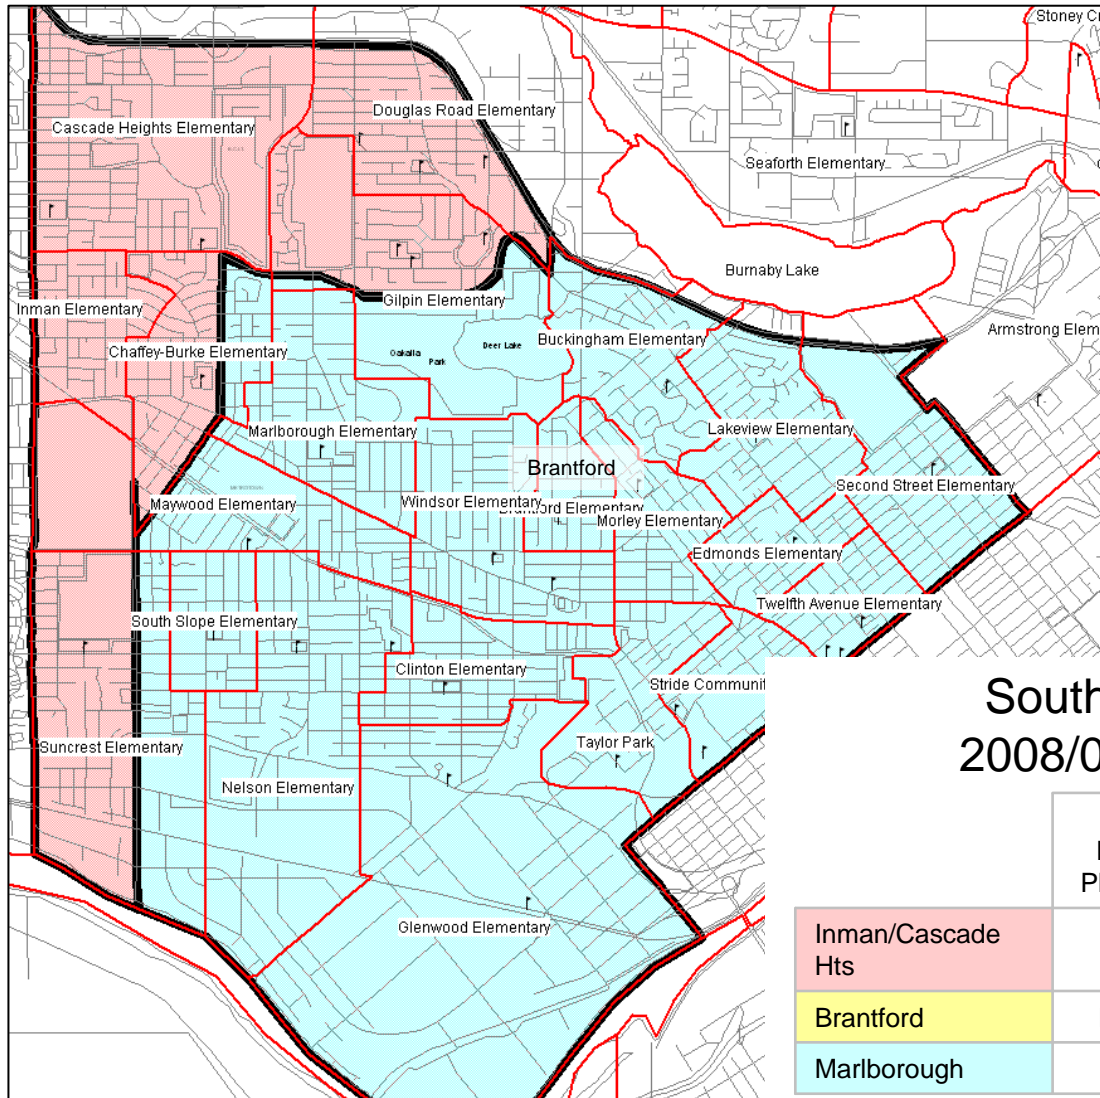 Stoney Cr
Douglas Road Elementary
Cascade Heights Elementary
Seaforth Elementary
Burnaby Lake
Gilpin Elementary
Inman Elementary
Armstrong Elem
Buckingham Elementary
Deer Lake
Oakalla
Park
Chaffey-Burke Elementary
Marlborough Elementary
Lakeview Elementary
Brantford
Second Street Elementary
Maywood Elementary
Windsor Elementary
Brantford Elementary
Morley Elementary
Edmonds Elementary
Twelfth Avenue Elementary
South Slope Elementary
Clinton Elementary
Stride Communit
Suncrest Elementary
Taylor Park
Nelson Elementary
Glenwood Elementary
South
2008/0
Inman/Cascade
Hts
Brantford
Marlborough